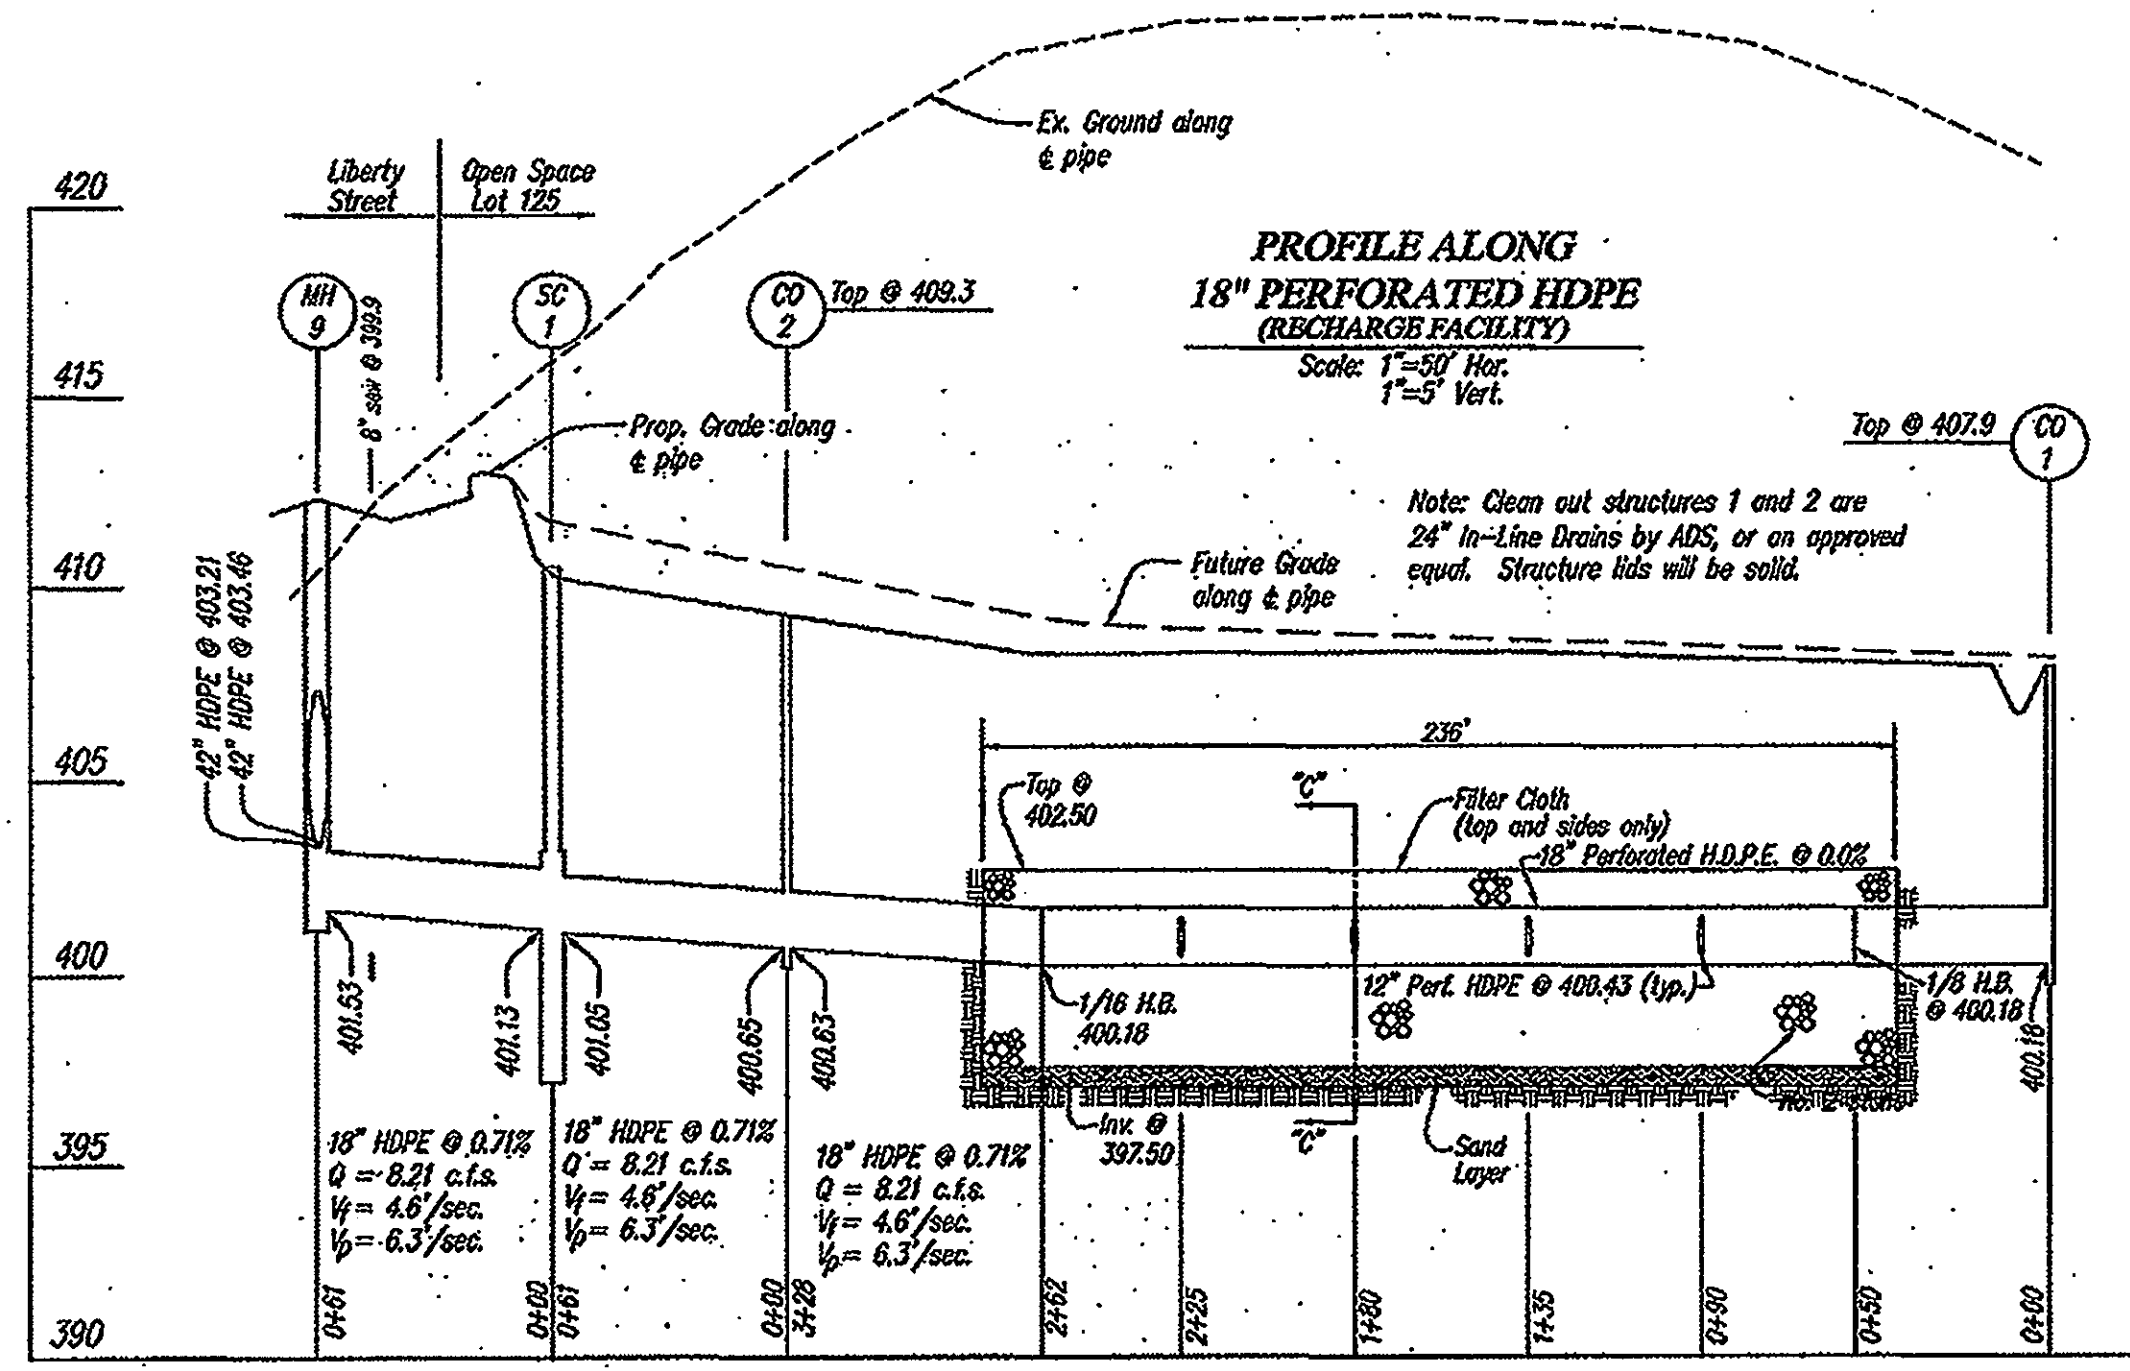 Ex. Ground along
℄ pipe
Liberty
Street
Open Space
Lot 125
420
415
410
405
400
395
390
PROFILE ALONG
18" PERFORATED HDPE
(RECHARGE FACILITY)
Scale: 1"=50' Hor.
1"=5' Vert.
MH
9
8" swr @ 399.9
SC
1
CO
2
Top @ 409.3
Top @ 407.9
CO
1
Prop. Grade along
℄ pipe
Note: Clean out structures 1 and 2 are
24" In-Line Drains by ADS, or an approved
equal. Structure lids will be solid.
Future Grade
along ℄ pipe
42" HDPE @ 403.21
42" HDPE @ 403.46
236'
Top @
402.50
"C"
Filter Cloth
(top and sides only)
18" Perforated H.D.P.E. @ 0.0%
12" Perf. HDPE @ 400.43 (typ.)
1/16 H.B.
400.18
1/8 H.B.
@ 400.18
400.18
401.53
401.13
401.05
400.65
400.63
Inv. @
397.50
"C"
Sand
Layer
No. 2 Stone
18" HDPE @ 0.71%
Q = 8.21 c.f.s.
Vf = 4.6'/sec.
Vp = 6.3'/sec.
18" HDPE @ 0.71%
Q = 8.21 c.f.s.
Vf = 4.6'/sec.
Vp = 6.3'/sec.
18" HDPE @ 0.71%
Q = 8.21 c.f.s.
Vf = 4.6'/sec.
Vp = 6.3'/sec.
0+61
0+00
0+61
0+00
3+28
2+62
2+25
1+80
1+35
0+90
0+50
0+00